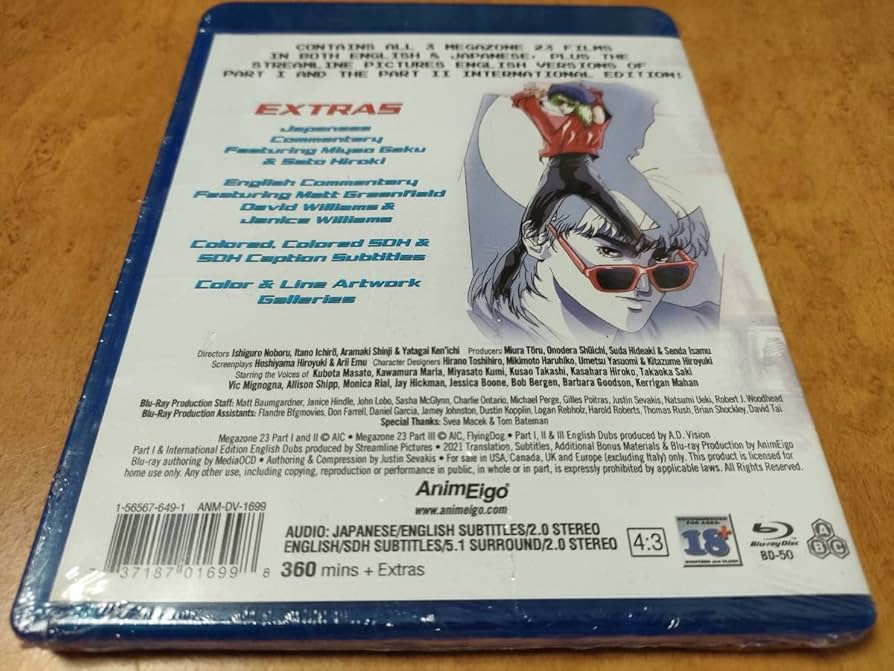 CONTAINS ALL 3 MEGAZONE 23 FILMS
IN BOTH ENGLISH & JAPANESE, PLUS THE
STREAMLINE PICTURES ENGLISH VERSIONS OF
PART I AND THE PART II INTERNATIONAL EDITION!
EXTRAS
Japanese
Commentary
Featuring Miyao Gaku
& Sato Hiroki
English Commentary
Featuring Matt Greenfield
David Williams &
Janice Williams
Colored, Colored SDH &
SDH Caption Subtitles
Color & Line Artwork
Galleries
Directors Ishiguro Noboru, Itano Ichirō, Aramaki Shinji & Yatagai Ken'ichi Producers Miura Tōru, Onodera Shūichi, Suda Hideaki & Senda Isamu
Screenplays Hoshiyama Hiroyuki & Arii Emu Character Designers Hirano Toshihiro, Mikimoto Haruhiko, Umetsu Yasuomi & Kitazume Hiroyuki
Starring the Voices of Kubota Masato, Kawamura Maria, Miyasato Kumi, Kusao Takashi, Kasahara Hiroko, Takaoka Saki
Vic Mignogna, Allison Shipp, Monica Rial, Jay Hickman, Jessica Boone, Bob Bergen, Barbara Goodson, Kerrigan Mahan
Blu-Ray Production Staff: Matt Baumgardner, Janice Hindle, John Lobo, Sasha McGlynn, Charlie Ontario, Michael Perge, Gilles Poitras, Justin Sevakis, Natsumi Ueki, Robert J. Woodhead
Blu-Ray Production Assistants: Flandre Bfgmovies, Don Farrell, Daniel Garcia, Jamey Johnston, Dustin Kopplin, Logan Rebholz, Harold Roberts, Thomas Rush, Brian Shockley, David Tai
Special Thanks: Svea Macek & Tom Bateman
Megazone 23 Part I and II © AIC • Megazone 23 Part III © AIC, FlyingDog • Part I, II & III English Dubs produced by A.D. Vision
Part I & International Edition English Dubs produced by Streamline Pictures • 2021 Translation, Subtitles, Additional Bonus Materials & Blu-ray Production by AnimEigo
Blu-ray authoring by MediaOCD • Authoring & Compression by Justin Sevakis • For sale in USA, Canada, UK and Europe (excluding Italy) only. This product is licensed for
home use only. Any other use, including copying, reproduction or performance in public, in whole or in part, is expressly prohibited by applicable laws. All Rights Reserved.
AnimEigo®
www.animeigo.com
1-56567-649-1 ANM-DV-1699
37187 01699 8
AUDIO: JAPANESE/ENGLISH SUBTITLES/2.0 STEREO
ENGLISH/SDH SUBTITLES/5.1 SURROUND/2.0 STEREO
360 mins + Extras
4:3
RECOMMENDED
FOR AGES:
18+
Blu-ray Disc
BD-50
A
B
C